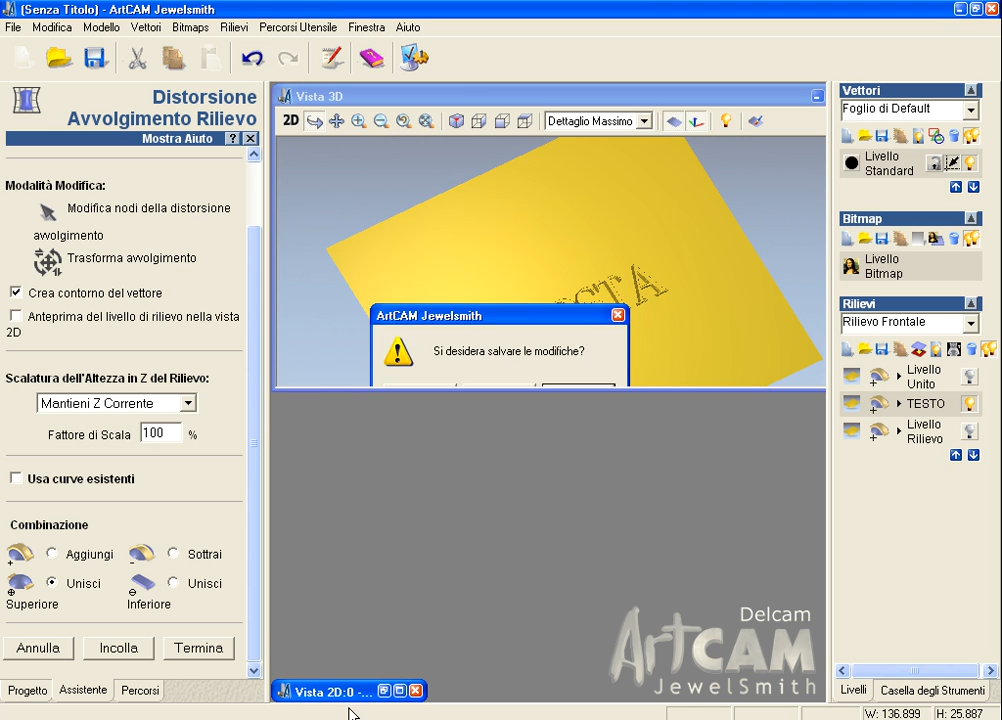 (Senza Titolo) - ArtCAM Jewelsmith
File Modifica Modello Vettori Bitmaps Rilievi Percorsi Utensile Finestra Aiuto
Distorsione
Avvolgimento Rilievo
Mostra Aiuto ?
Modalità Modifica:
Modifica nodi della distorsione
avvolgimento
Trasforma avvolgimento
Crea contorno del vettore
Anteprima del livello di rilievo nella vista
2D
Scalatura dell'Altezza in Z del Rilievo:
Mantieni Z Corrente
Fattore di Scala 100 %
Usa curve esistenti
Combinazione
Aggiungi Sottrai
Unisci Unisci
Superiore Inferiore
Annulla Incolla Termina
Progetto Assistente Percorsi
Vista 3D
2D Dettaglio Massimo
STA
ArtCAM Jewelsmith
Si desidera salvare le modifiche?
Delcam
ArtCAM
JewelSmith
Vista 2D:0 -...
Vettori
Foglio di Default
Livello
Standard
Bitmap
Livello
Bitmap
Rilievi
Rilievo Frontale
Livello
Unito
TESTO
Livello
Rilievo
Livelli Casella degli Strumenti
W: 136.899 H: 25.887